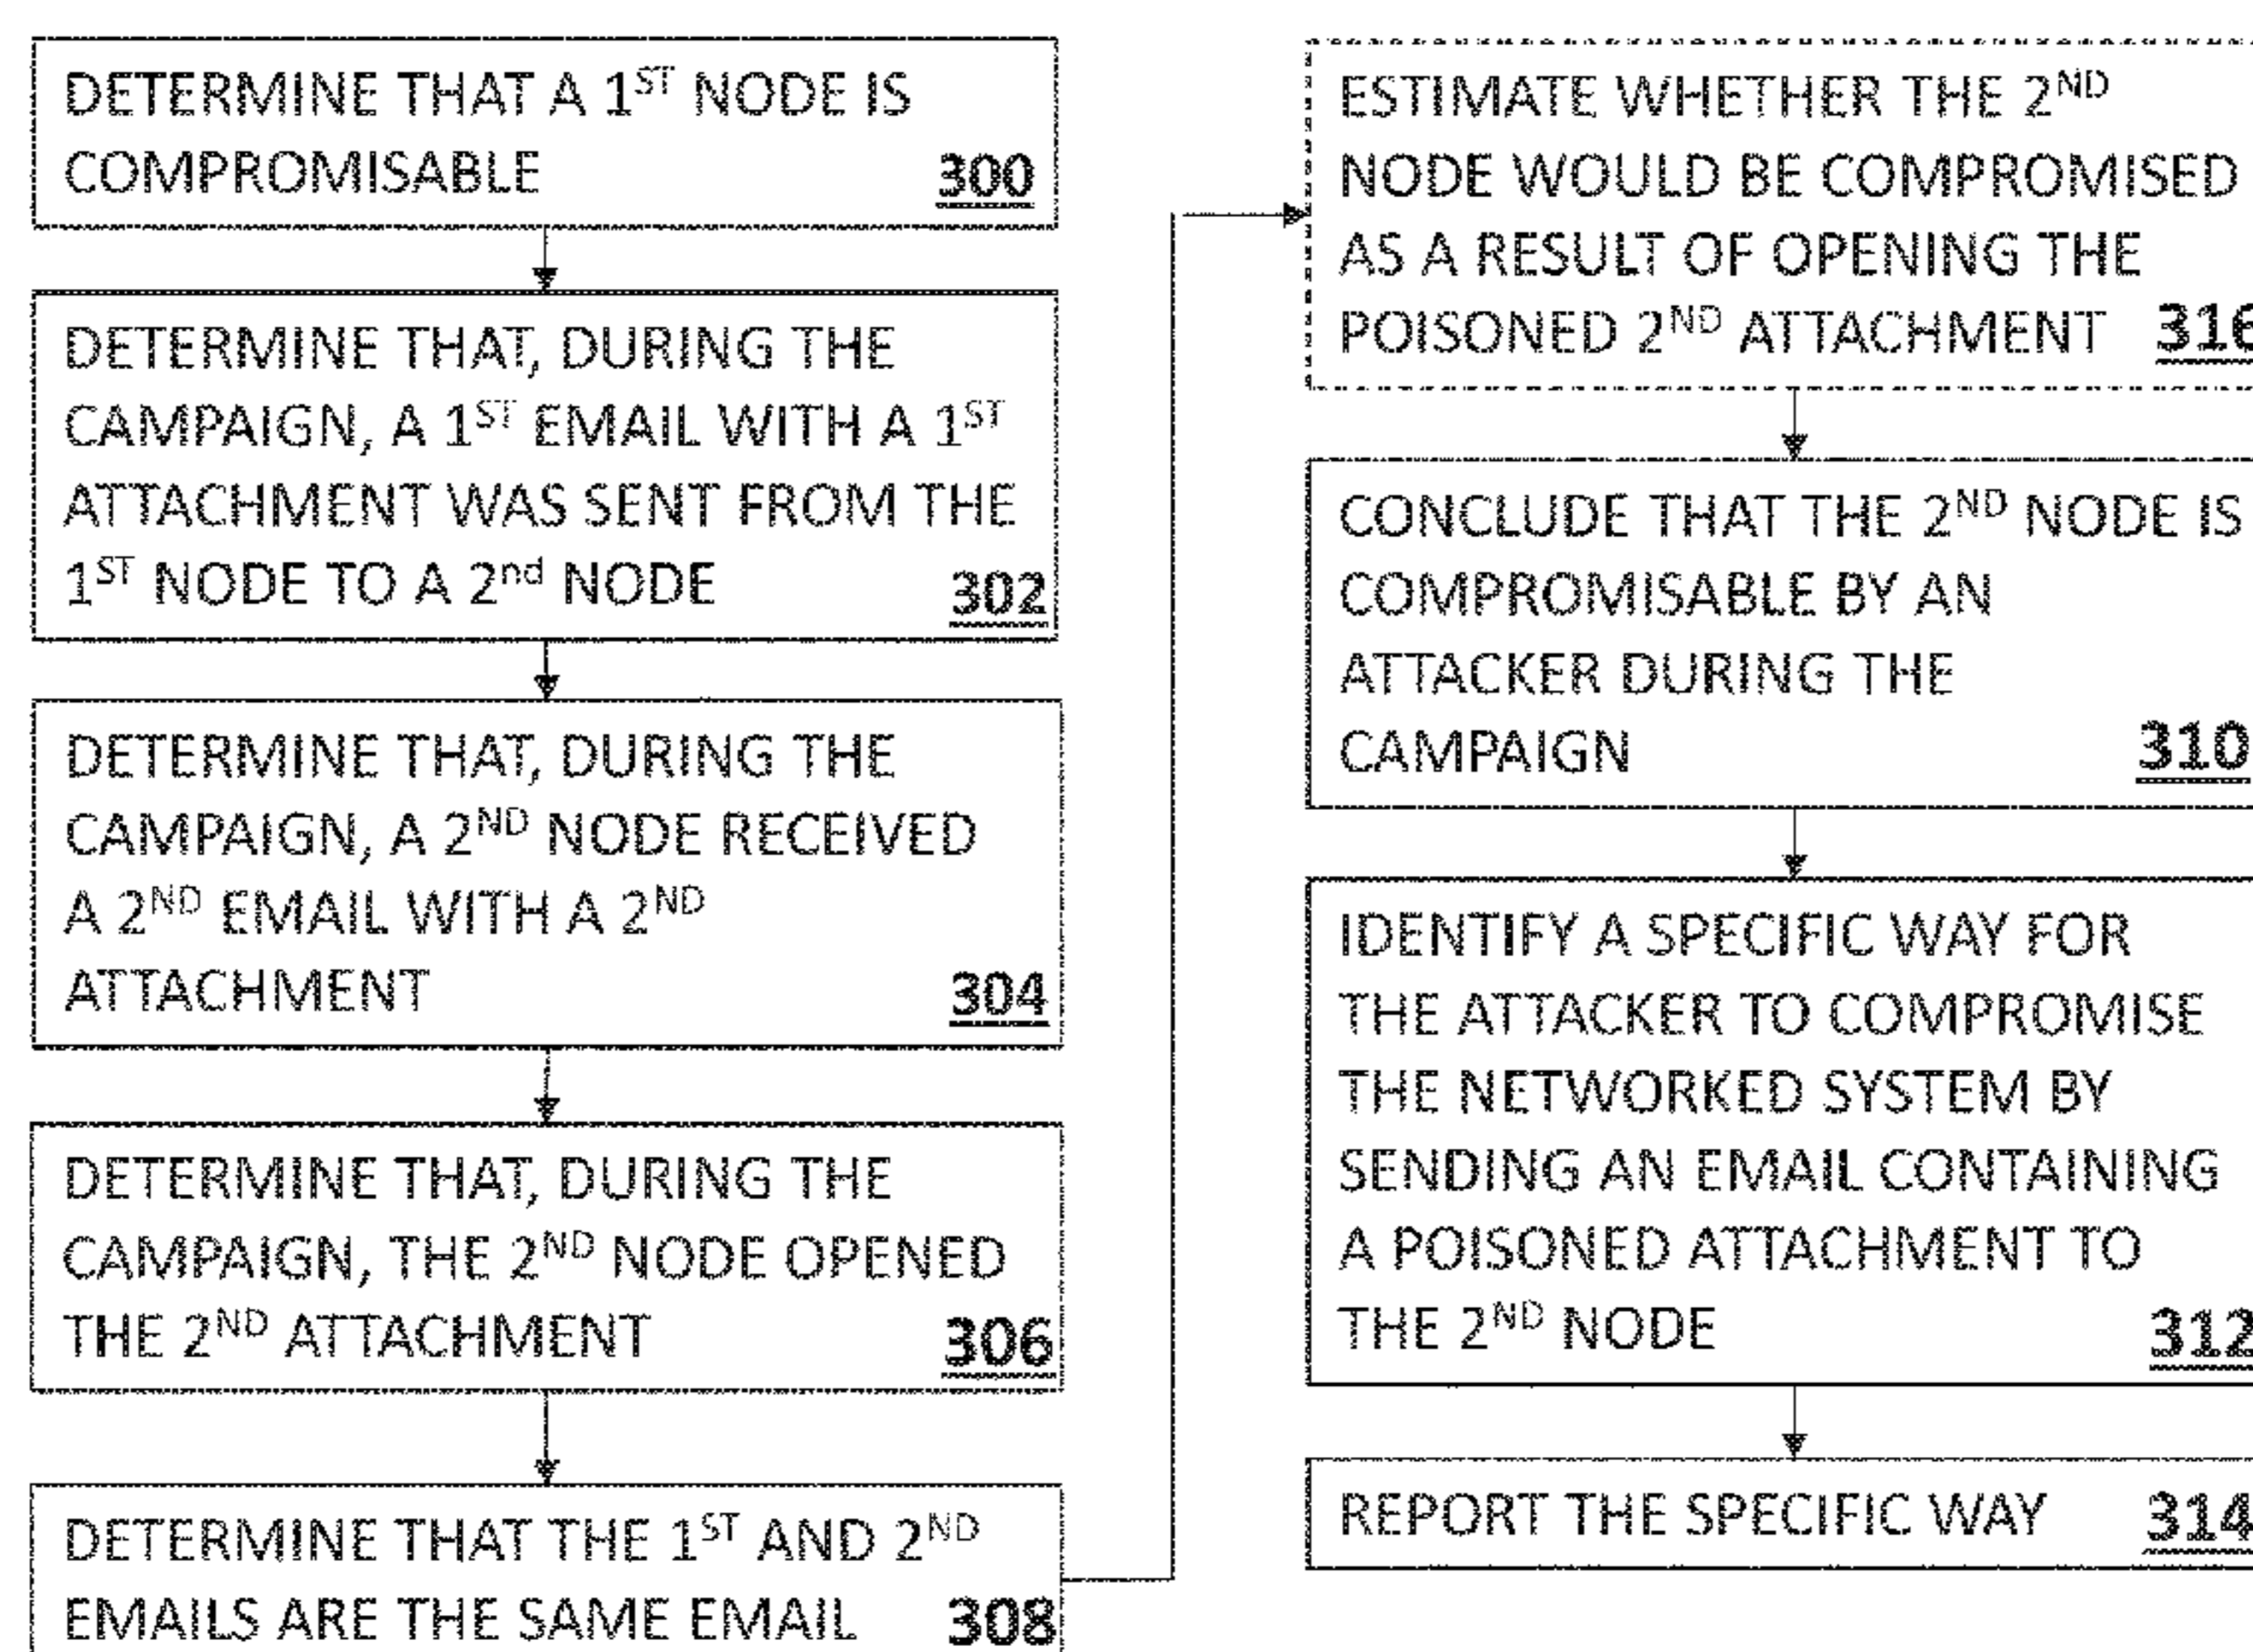 DETERMINE THAT A 1ST NODE IS
COMPROMISABLE 300
DETERMINE THAT, DURING THE
CAMPAIGN, A 1ST EMAIL WITH A 1ST
ATTACHMENT WAS SENT FROM THE
1ST NODE TO A 2nd NODE 302
DETERMINE THAT, DURING THE
CAMPAIGN, A 2ND NODE RECEIVED
A 2ND EMAIL WITH A 2ND
ATTACHMENT 304
DETERMINE THAT, DURING THE
CAMPAIGN, THE 2ND NODE OPENED
THE 2ND ATTACHMENT 306
DETERMINE THAT THE 1ST AND 2ND
EMAILS ARE THE SAME EMAIL 308
ESTIMATE WHETHER THE 2ND
NODE WOULD BE COMPROMISED
AS A RESULT OF OPENING THE
POISONED 2ND ATTACHMENT 316
CONCLUDE THAT THE 2ND NODE IS
COMPROMISABLE BY AN
ATTACKER DURING THE
CAMPAIGN 310
IDENTIFY A SPECIFIC WAY FOR
THE ATTACKER TO COMPROMISE
THE NETWORKED SYSTEM BY
SENDING AN EMAIL CONTAINING
A POISONED ATTACHMENT TO
THE 2ND NODE 312
REPORT THE SPECIFIC WAY 314